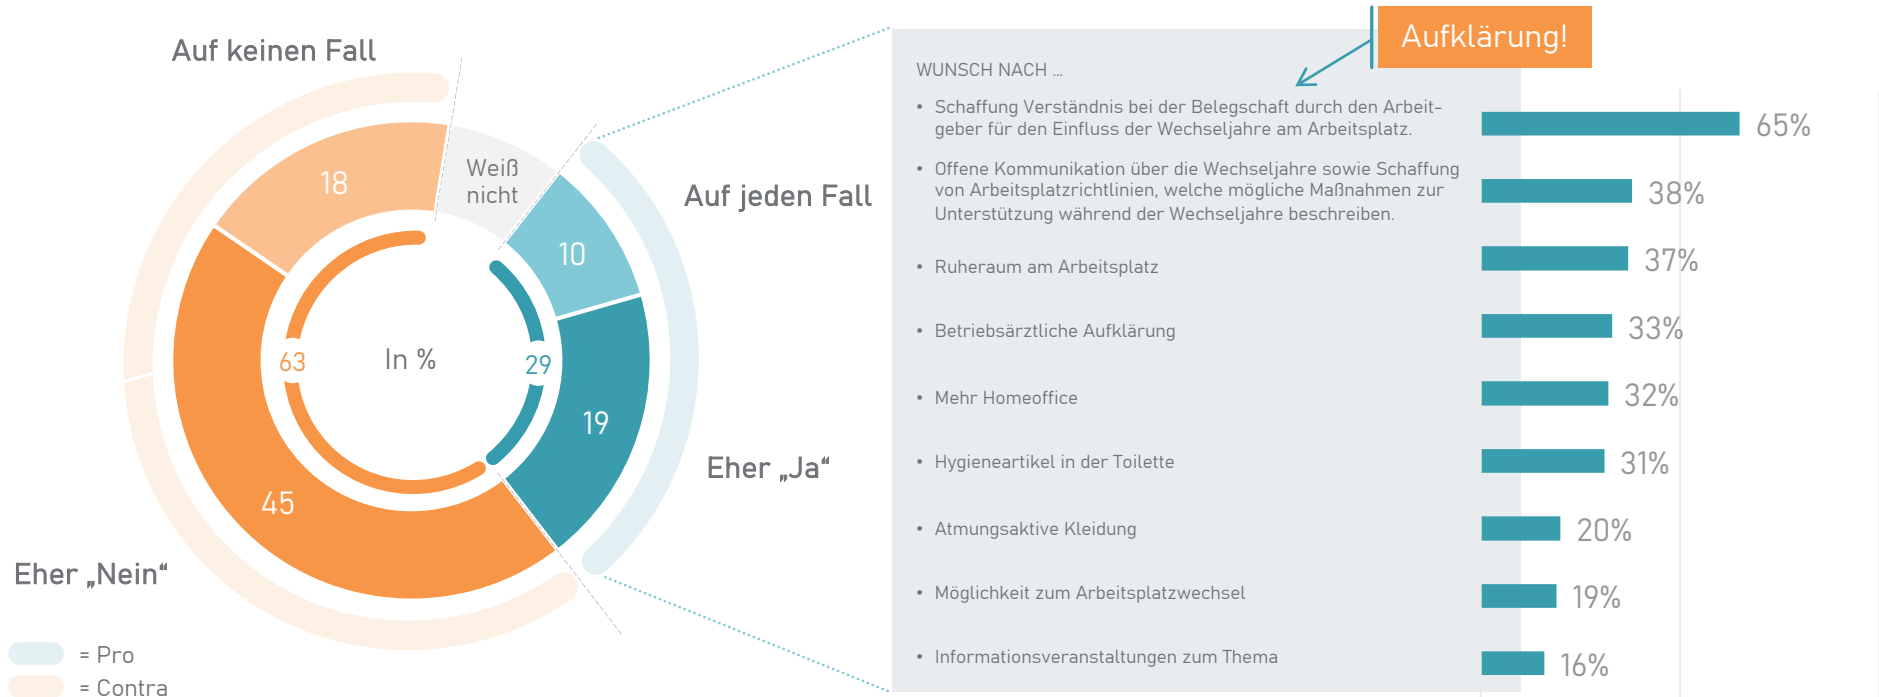 Auf keinen Fall
18
Weiß
nicht
Auf jeden Fall
10
63
In %
29
19
45
Eher „Ja“
Eher „Nein“
= Pro
= Contra
Aufklärung!
WUNSCH NACH ...
• Schaffung Verständnis bei der Belegschaft durch den Arbeit-
geber für den Einfluss der Wechseljahre am Arbeitsplatz.
65%
• Offene Kommunikation über die Wechseljahre sowie Schaffung
von Arbeitsplatzrichtlinien, welche mögliche Maßnahmen zur
Unterstützung während der Wechseljahre beschreiben.
38%
• Ruheraum am Arbeitsplatz
37%
• Betriebsärztliche Aufklärung
33%
• Mehr Homeoffice
32%
• Hygieneartikel in der Toilette
31%
• Atmungsaktive Kleidung
20%
• Möglichkeit zum Arbeitsplatzwechsel
19%
• Informationsveranstaltungen zum Thema
16%